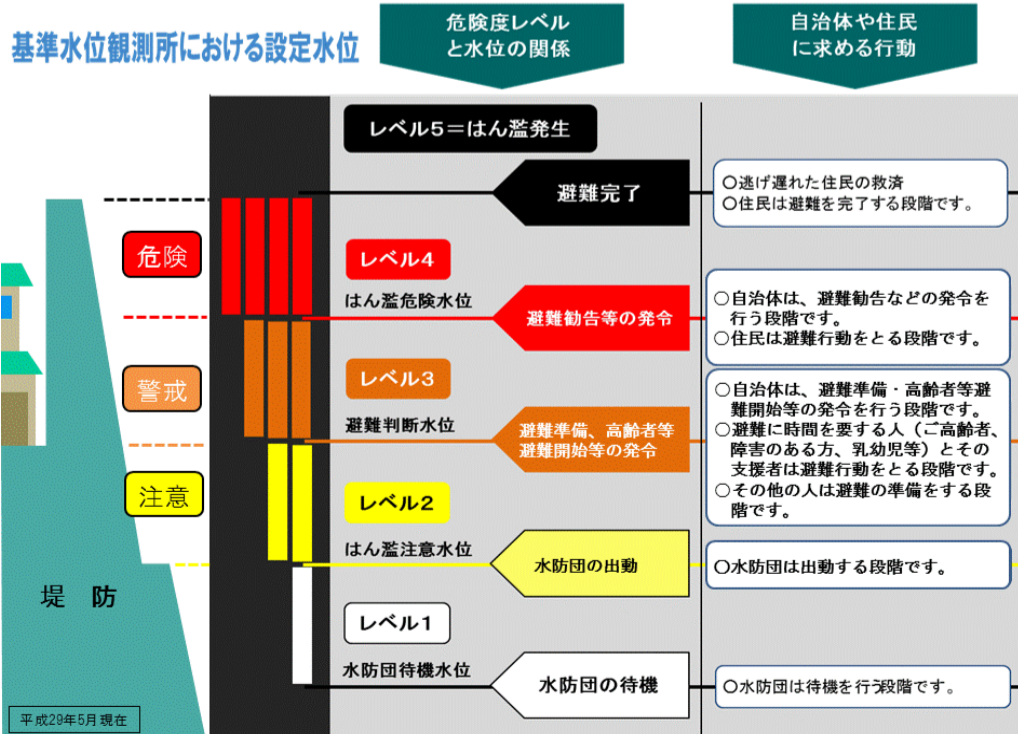 基準水位観測所における設定水位
危険度レベル
と水位の関係
自治体や住民
に求める行動
レベル5＝はん濫発生
避難完了
○逃げ遅れた住民の救済
○住民は避難を完了する段階です。
危険
レベル4
はん濫危険水位
避難勧告等の発令
○自治体は、避難勧告などの発令を
行う段階です。
○住民は避難行動をとる段階です。
警戒
レベル3
避難判断水位
避難準備、高齢者等
避難開始等の発令
○自治体は、避難準備・高齢者等避
難開始等の発令を行う段階です。
○避難に時間を要する人（ご高齢者、
障害のある方、乳幼児等）とその
支援者は避難行動をとる段階です。
○その他の人は避難の準備をする段
階です。
注意
レベル2
はん濫注意水位
水防団の出動
○水防団は出動する段階です。
堤 防
レベル1
水防団待機水位
水防団の待機
○水防団は待機を行う段階です。
平成29年5月現在